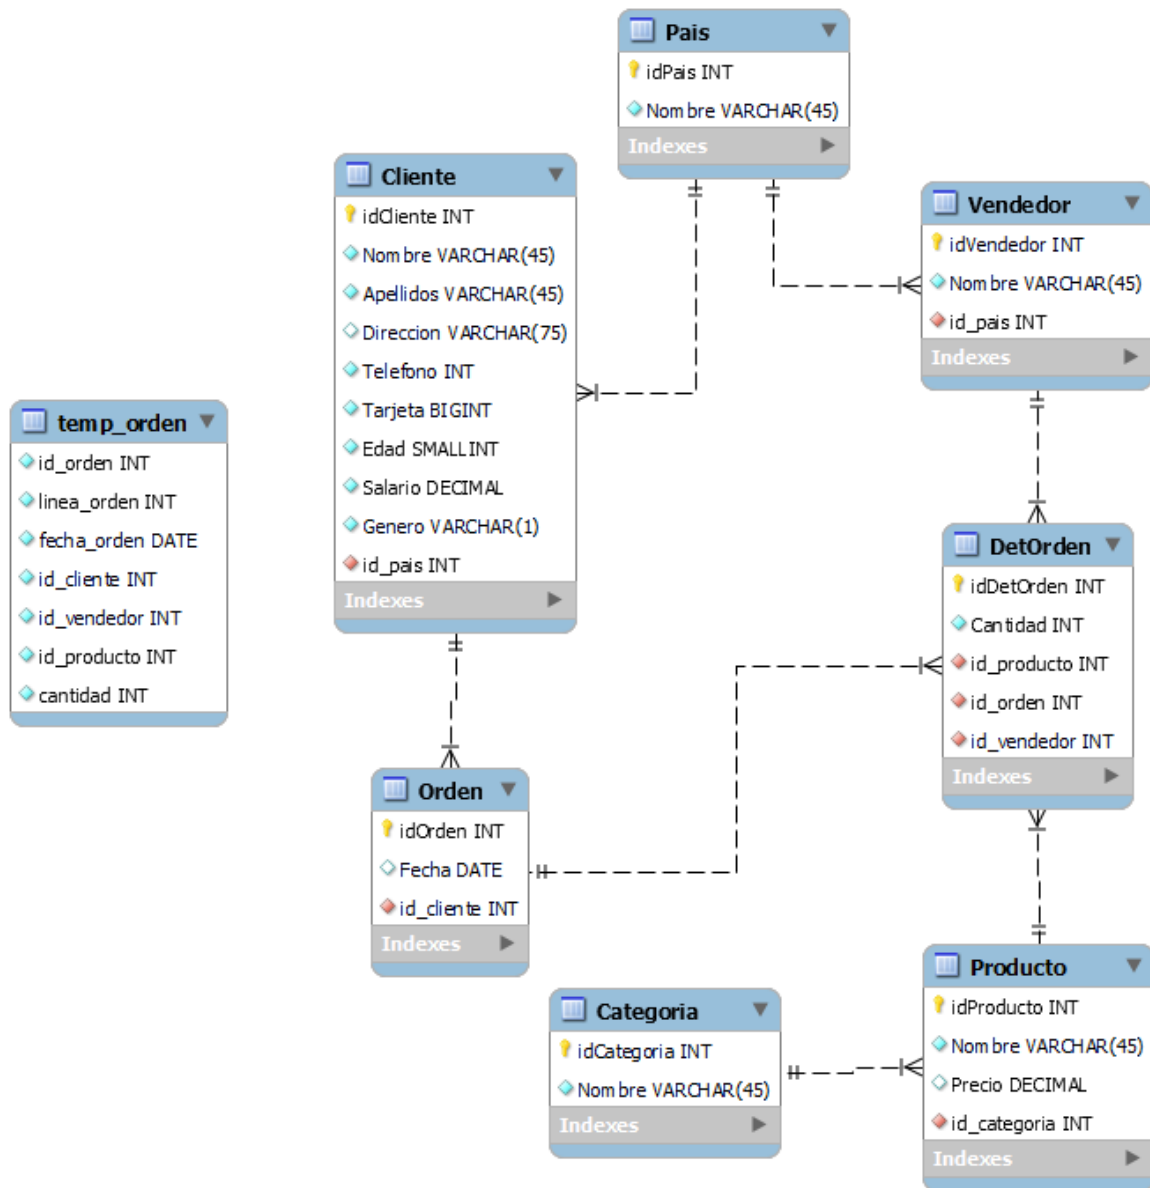 Pais
idPais INT
Nombre VARCHAR(45)
Indexes
Cliente
idCliente INT
Nombre VARCHAR(45)
Apellidos VARCHAR(45)
Direccion VARCHAR(75)
Telefono INT
Tarjeta BIGINT
Edad SMALLINT
Salario DECIMAL
Genero VARCHAR(1)
id_pais INT
Indexes
Vendedor
idVendedor INT
Nombre VARCHAR(45)
id_pais INT
Indexes
temp_orden
id_orden INT
linea_orden INT
fecha_orden DATE
id_cliente INT
id_vendedor INT
id_producto INT
cantidad INT
DetOrden
idDetOrden INT
Cantidad INT
id_producto INT
id_orden INT
id_vendedor INT
Indexes
Orden
idOrden INT
Fecha DATE
id_cliente INT
Indexes
Categoria
idCategoria INT
Nombre VARCHAR(45)
Indexes
Producto
idProducto INT
Nombre VARCHAR(45)
Precio DECIMAL
id_categoria INT
Indexes